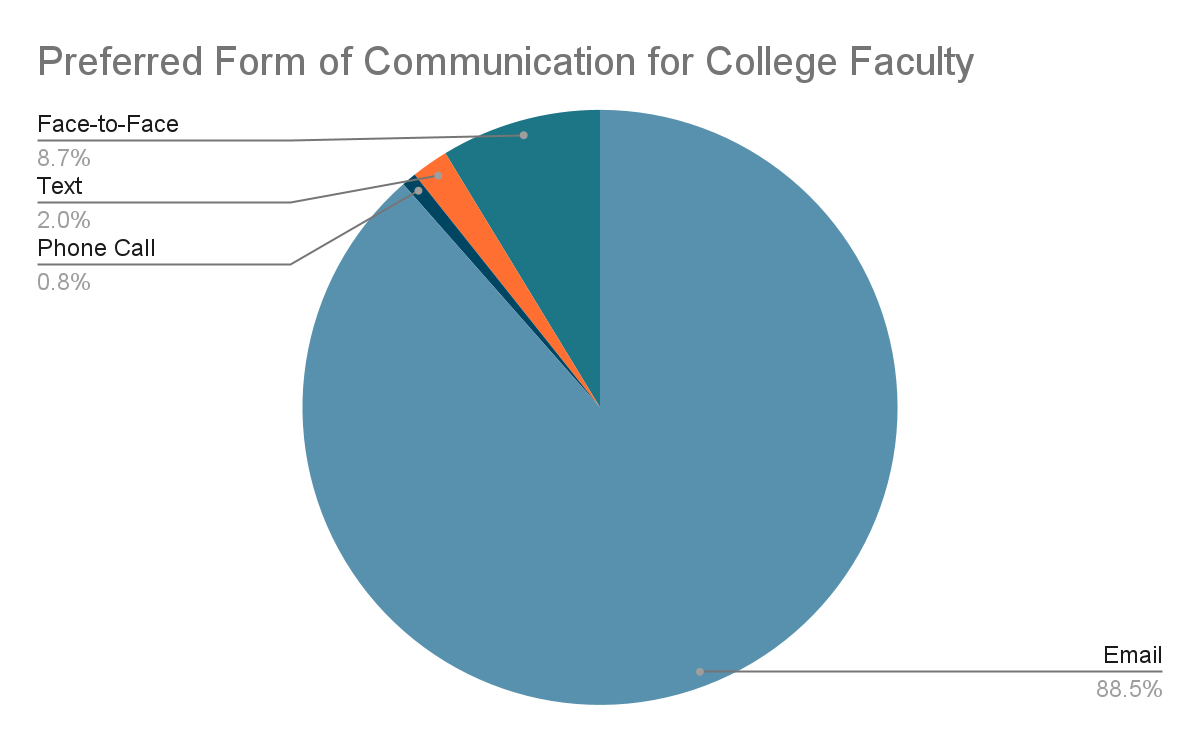 Preferred Form of Communication for College Faculty
Face-to-Face
8.7%
Text
2.0%
Phone Call
0.8%
Email
88.5%